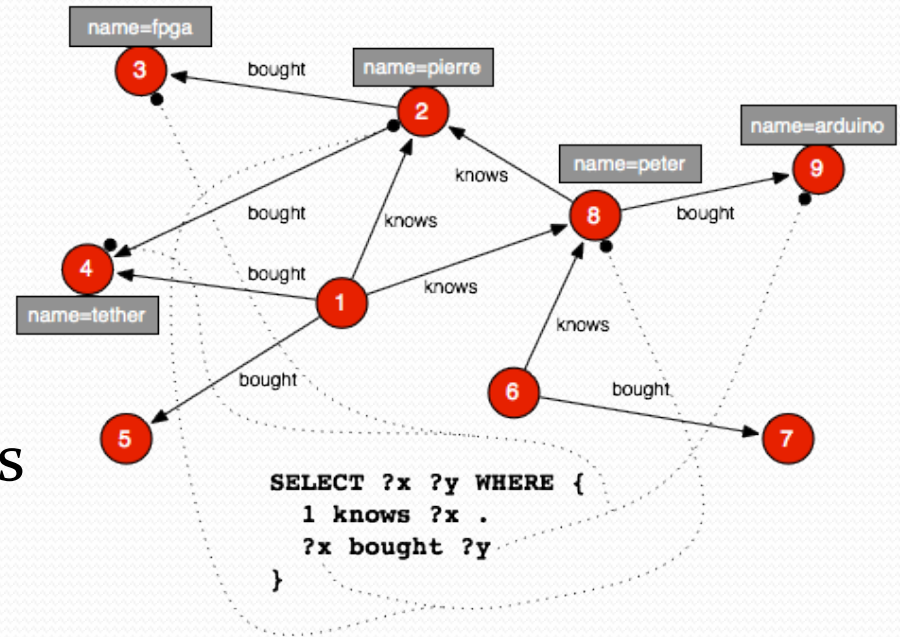 name=fpga
3
bought
name=pierre
2
name=arduino
9
name=peter
knows
8
bought
bought
knows
4
bought
knows
name=tether
1
knows
bought
6
bought
5
7
s
SELECT ?x ?y WHERE {
1 knows ?x .
?x bought ?y
}